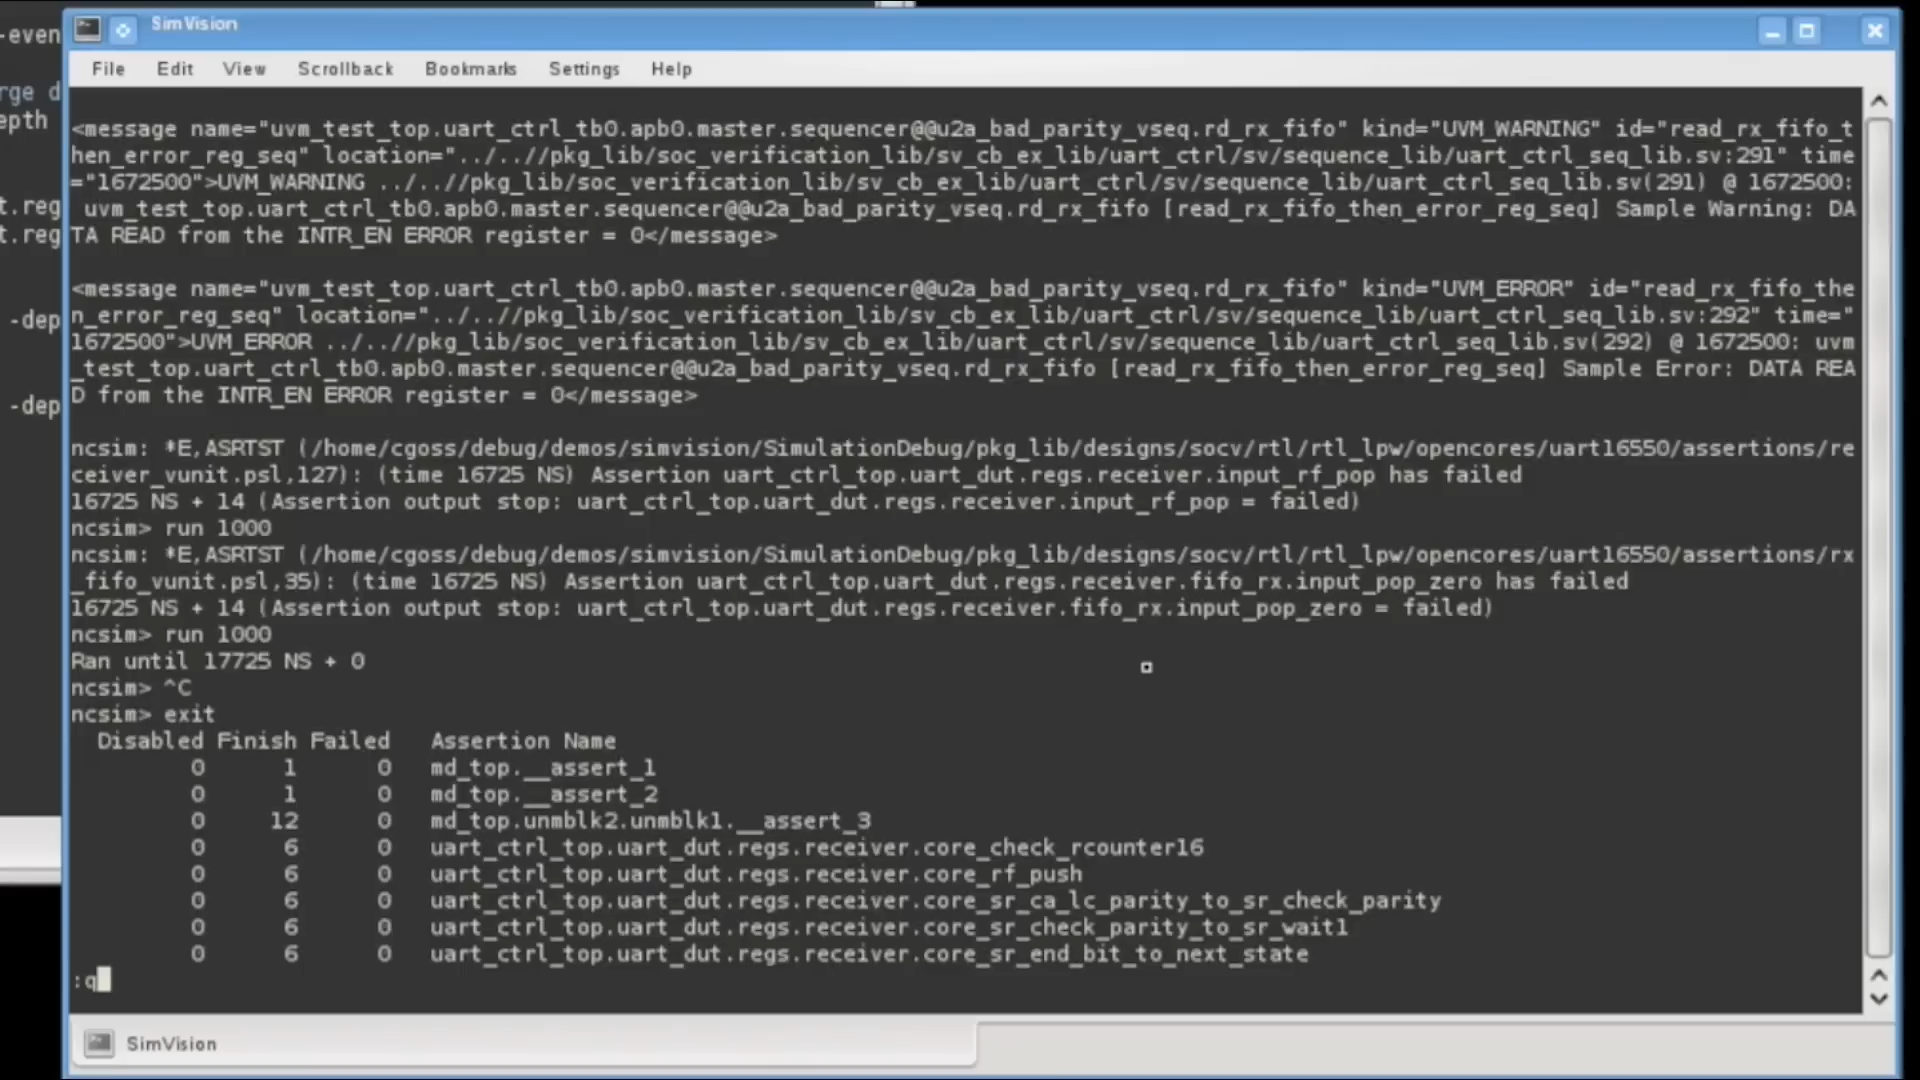 SimVision
File Edit View Scrollback Bookmarks Settings Help
-even
rge d
epth
t.reg
t.reg
-dep
-dep
<message name="uvm_test_top.uart_ctrl_tb0.apb0.master.sequencer@@u2a_bad_parity_vseq.rd_rx_fifo" kind="UVM_WARNING" id="read_rx_fifo_t
hen_error_reg_seq" location="../..//pkg_lib/soc_verification_lib/sv_cb_ex_lib/uart_ctrl/sv/sequence_lib/uart_ctrl_seq_lib.sv:291" time
="1672500">UVM_WARNING ../..//pkg_lib/soc_verification_lib/sv_cb_ex_lib/uart_ctrl/sv/sequence_lib/uart_ctrl_seq_lib.sv(291) @ 1672500:
uvm_test_top.uart_ctrl_tb0.apb0.master.sequencer@@u2a_bad_parity_vseq.rd_rx_fifo [read_rx_fifo_then_error_reg_seq] Sample Warning: DA
TA READ from the INTR_EN ERROR register = 0</message>
<message name="uvm_test_top.uart_ctrl_tb0.apb0.master.sequencer@@u2a_bad_parity_vseq.rd_rx_fifo" kind="UVM_ERROR" id="read_rx_fifo_the
n_error_reg_seq" location="../..//pkg_lib/soc_verification_lib/sv_cb_ex_lib/uart_ctrl/sv/sequence_lib/uart_ctrl_seq_lib.sv:292" time="
1672500">UVM_ERROR ../..//pkg_lib/soc_verification_lib/sv_cb_ex_lib/uart_ctrl/sv/sequence_lib/uart_ctrl_seq_lib.sv(292) @ 1672500: uvm
_test_top.uart_ctrl_tb0.apb0.master.sequencer@@u2a_bad_parity_vseq.rd_rx_fifo [read_rx_fifo_then_error_reg_seq] Sample Error: DATA REA
D from the INTR_EN ERROR register = 0</message>
ncsim: *E,ASRTST (/home/cgoss/debug/demos/simvision/SimulationDebug/pkg_lib/designs/socv/rtl/rtl_lpw/opencores/uart16550/assertions/re
ceiver_vunit.psl,127): (time 16725 NS) Assertion uart_ctrl_top.uart_dut.regs.receiver.input_rf_pop has failed
16725 NS + 14 (Assertion output stop: uart_ctrl_top.uart_dut.regs.receiver.input_rf_pop = failed)
ncsim> run 1000
ncsim: *E,ASRTST (/home/cgoss/debug/demos/simvision/SimulationDebug/pkg_lib/designs/socv/rtl/rtl_lpw/opencores/uart16550/assertions/rx
_fifo_vunit.psl,35): (time 16725 NS) Assertion uart_ctrl_top.uart_dut.regs.receiver.fifo_rx.input_pop_zero has failed
16725 NS + 14 (Assertion output stop: uart_ctrl_top.uart_dut.regs.receiver.fifo_rx.input_pop_zero = failed)
ncsim> run 1000
Ran until 17725 NS + 0
ncsim> ^C
ncsim> exit
Disabled Finish Failed Assertion Name
0 1 0 md_top.__assert_1
0 1 0 md_top.__assert_2
0 12 0 md_top.unmblk2.unmblk1.__assert_3
0 6 0 uart_ctrl_top.uart_dut.regs.receiver.core_check_rcounter16
0 6 0 uart_ctrl_top.uart_dut.regs.receiver.core_rf_push
0 6 0 uart_ctrl_top.uart_dut.regs.receiver.core_sr_ca_lc_parity_to_sr_check_parity
0 6 0 uart_ctrl_top.uart_dut.regs.receiver.core_sr_check_parity_to_sr_wait1
0 6 0 uart_ctrl_top.uart_dut.regs.receiver.core_sr_end_bit_to_next_state
:q
SimVision